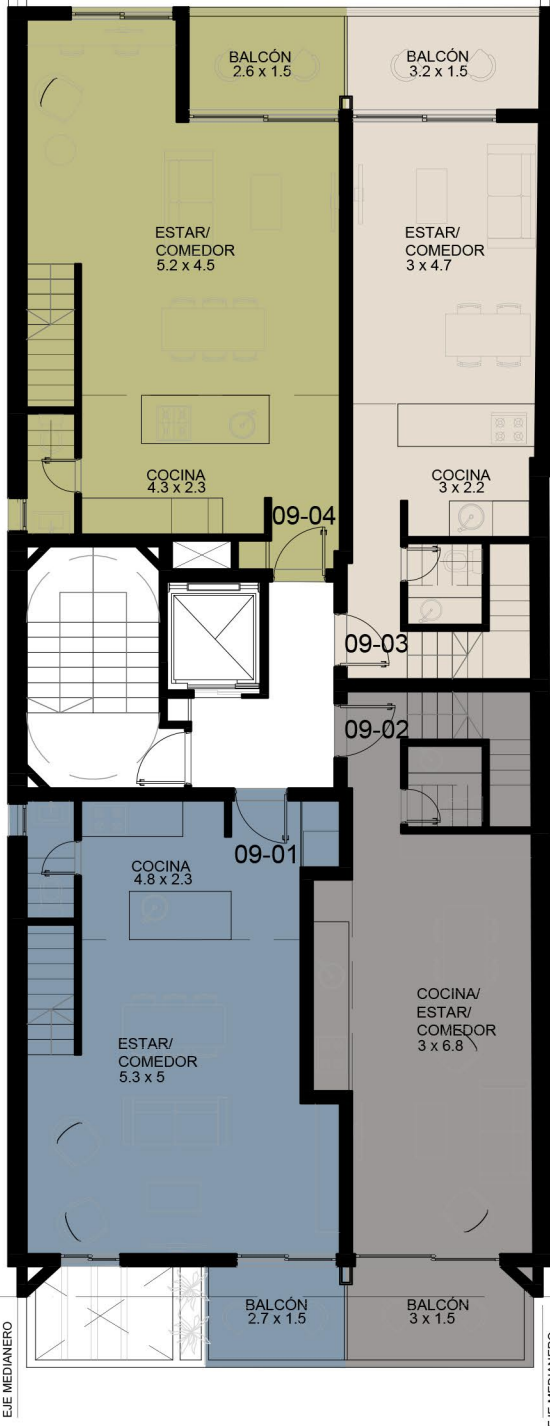 BALCÓN
2.6 x 1.5
BALCÓN
3.2 x 1.5
ESTAR/
COMEDOR
5.2 x 4.5
ESTAR/
COMEDOR
3 x 4.7
COCINA
4.3 x 2.3
COCINA
3 x 2.2
09-04
09-03
09-02
09-01
COCINA
4.8 x 2.3
COCINA/
ESTAR/
COMEDOR
3 x 6.8
ESTAR/
COMEDOR
5.3 x 5
BALCÓN
2.7 x 1.5
BALCÓN
3 x 1.5
EJE MEDIANERO
EJE MEDIANERO